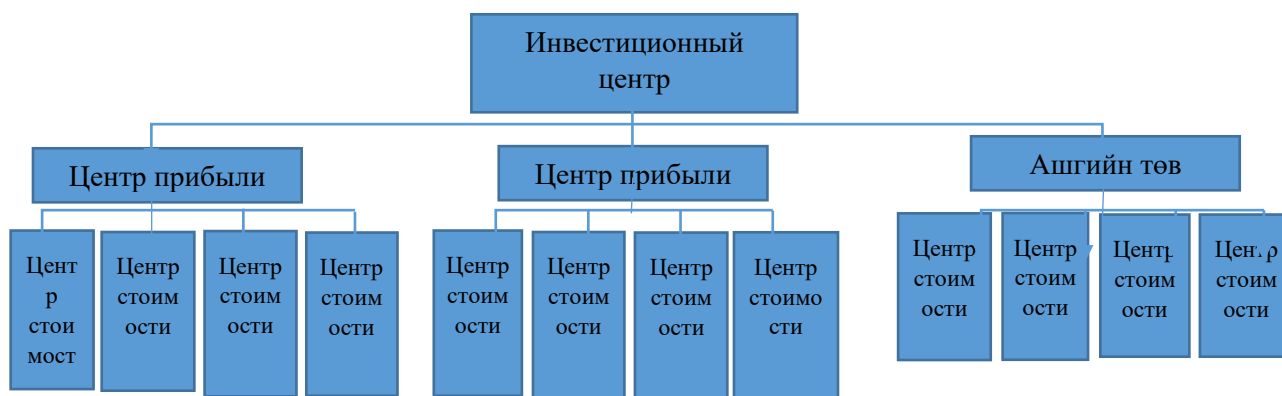 Инвестиционный
центр
Центр прибыли
Центр прибыли
Ашгийн төв
Цент
р
стои
мост
Центр
стоим
ости
Центр
стоим
ости
Центр
стоим
ости
Центр
стоим
ости
Центр
стоим
ости
Центр
стоим
ости
Центр
стоимо
сти
Центр
стоим
ости
Центр
стоим
ости
Центр
стоим
ости
Центр
стоим
ости